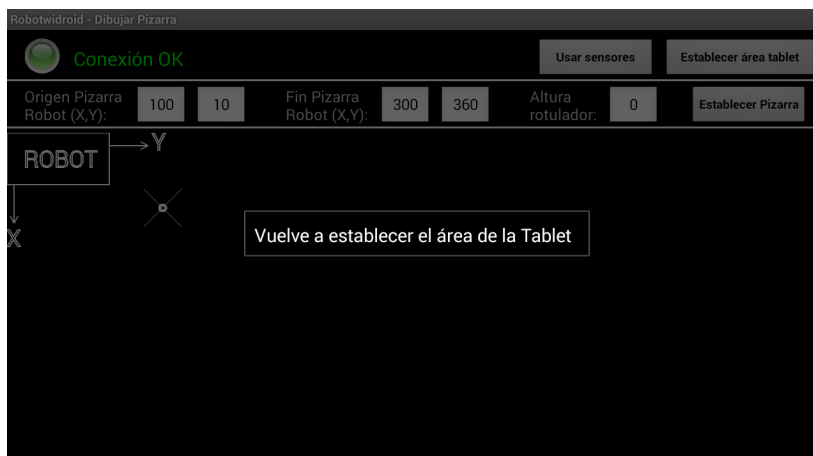 Robotwidroid - Dibujar Pizarra
Conexión OK
Usar sensores
Establecer área tablet
Origen Pizarra
Robot (X,Y):
100
10
Fin Pizarra
Robot (X,Y):
300
360
Altura
rotulador:
0
Establecer Pizarra
ROBOT
Y
X
Vuelve a establecer el área de la Tablet